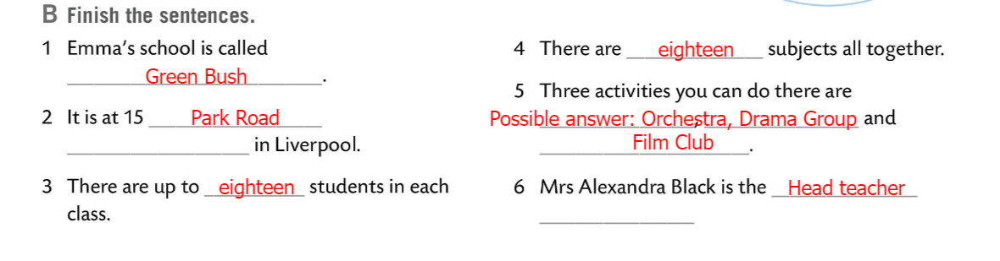 B Finish the sentences.
1 Emma's school is called
Green Bush.
2 It is at 15 Park Road
in Liverpool.
3 There are up to eighteen students in each
class.
4 There are eighteen subjects all together.
5 Three activities you can do there are
Possible answer: Orchestra, Drama Group and
Film Club.
6 Mrs Alexandra Black is the Head teacher